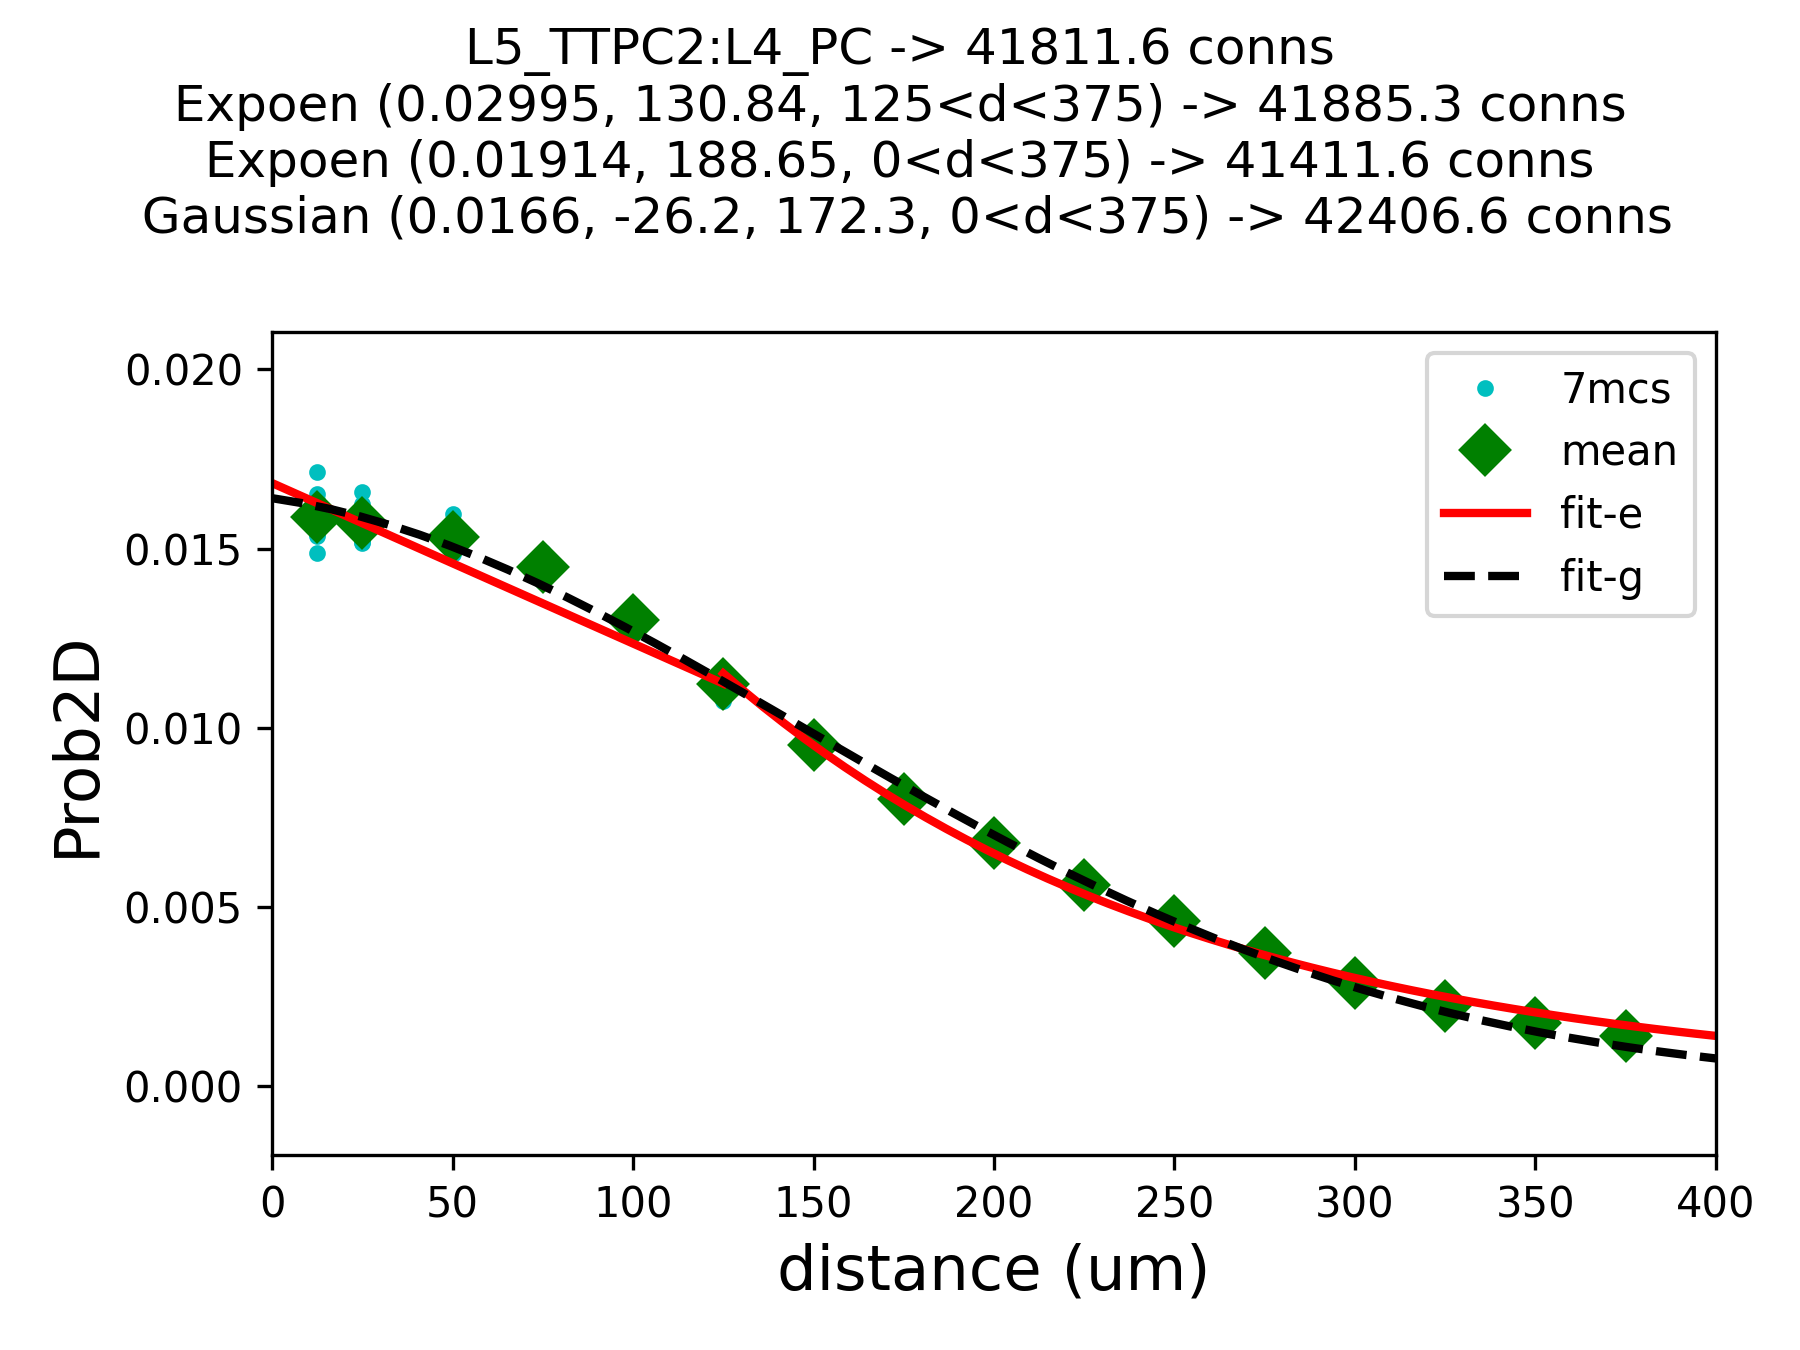 L5_TTPC2:L4_PC -> 41811.6 conns
Expoen (0.02995, 130.84, 125<d<375) -> 41885.3 conns
Expoen (0.01914, 188.65, 0<d<375) -> 41411.6 conns
Gaussian (0.0166, -26.2, 172.3, 0<d<375) -> 42406.6 conns
7mcs
mean
fit-e
fit-g
Prob2D
0.020
0.015
0.010
0.005
0.000
0 50 100 150 200 250 300 350 400
distance (um)